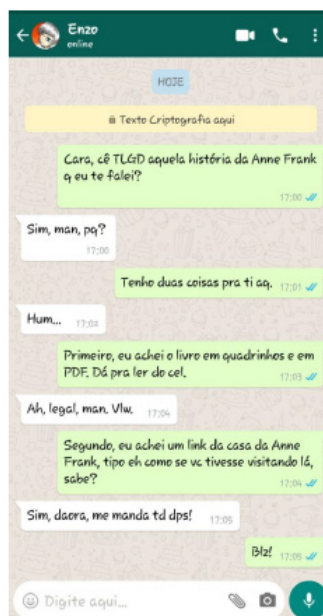 Enzo
online
HOJE
Texto Criptografia aqui
Cara, cê TLGD aquela história da Anne Frank
q eu te falei?
17:00
Sim, man, pq?
17:00
Tenho duas coisas pra ti aq.
17:01
Hum...
17:02
Primeiro, eu achei o livro em quadrinhos e em
PDF. Dá pra ler do cel.
17:03
Ah, legal, man. Vlw.
17:04
Segundo, eu achei um link da casa da Anne
Frank, tipo eh como se vc tivesse visitando lá,
sabe?
17:04
Sim, daora, me manda td dps!
17:05
Blz!
17:05
Digite aqui...